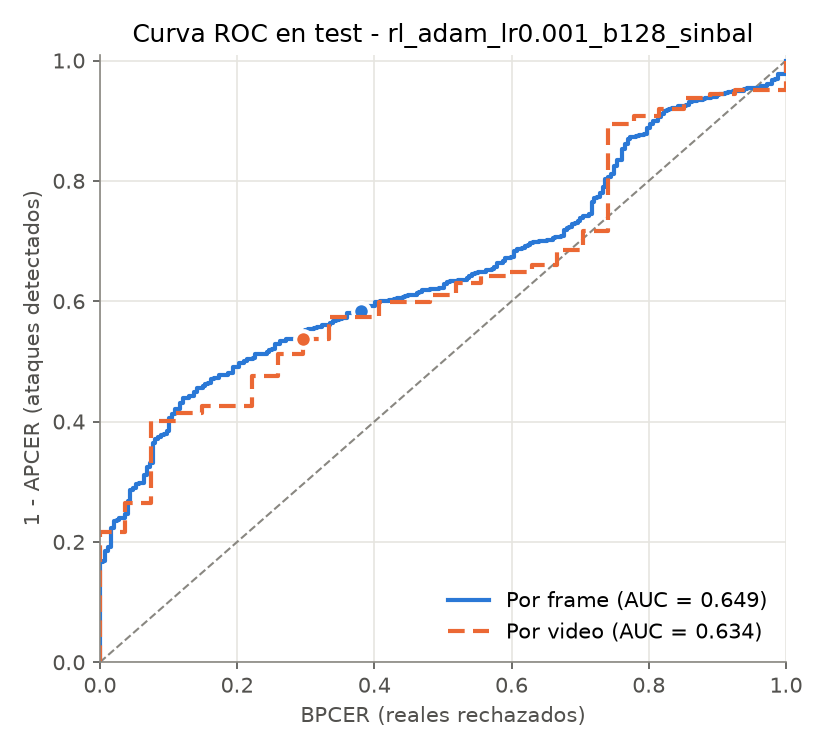 Curva ROC en test - rl_adam_lr0.001_b128_sinbal
1 - APCER (ataques detectados)
1.0
0.8
0.6
0.4
0.2
0.0
Por frame (AUC = 0.649)
Por video (AUC = 0.634)
0.0 0.2 0.4 0.6 0.8 1.0
BPCER (reales rechazados)